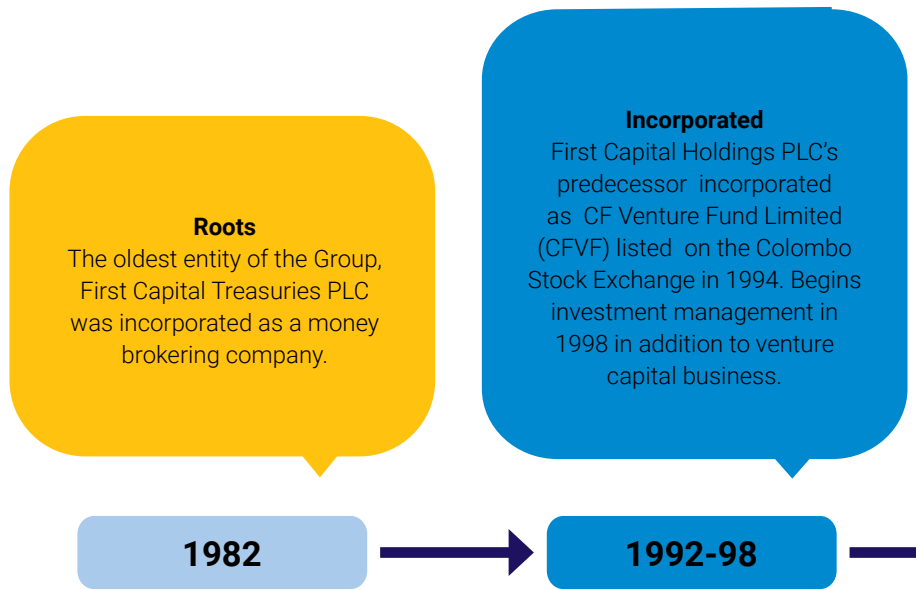 Roots
The oldest entity of the Group,
First Capital Treasuries PLC
was incorporated as a money
brokering company.
1982
Incorporated
First Capital Holdings PLC's
predecessor incorporated
as CF Venture Fund Limited
(CFVF) listed on the Colombo
Stock Exchange in 1994. Begins
investment management in
1998 in addition to venture
capital business.
1992-98